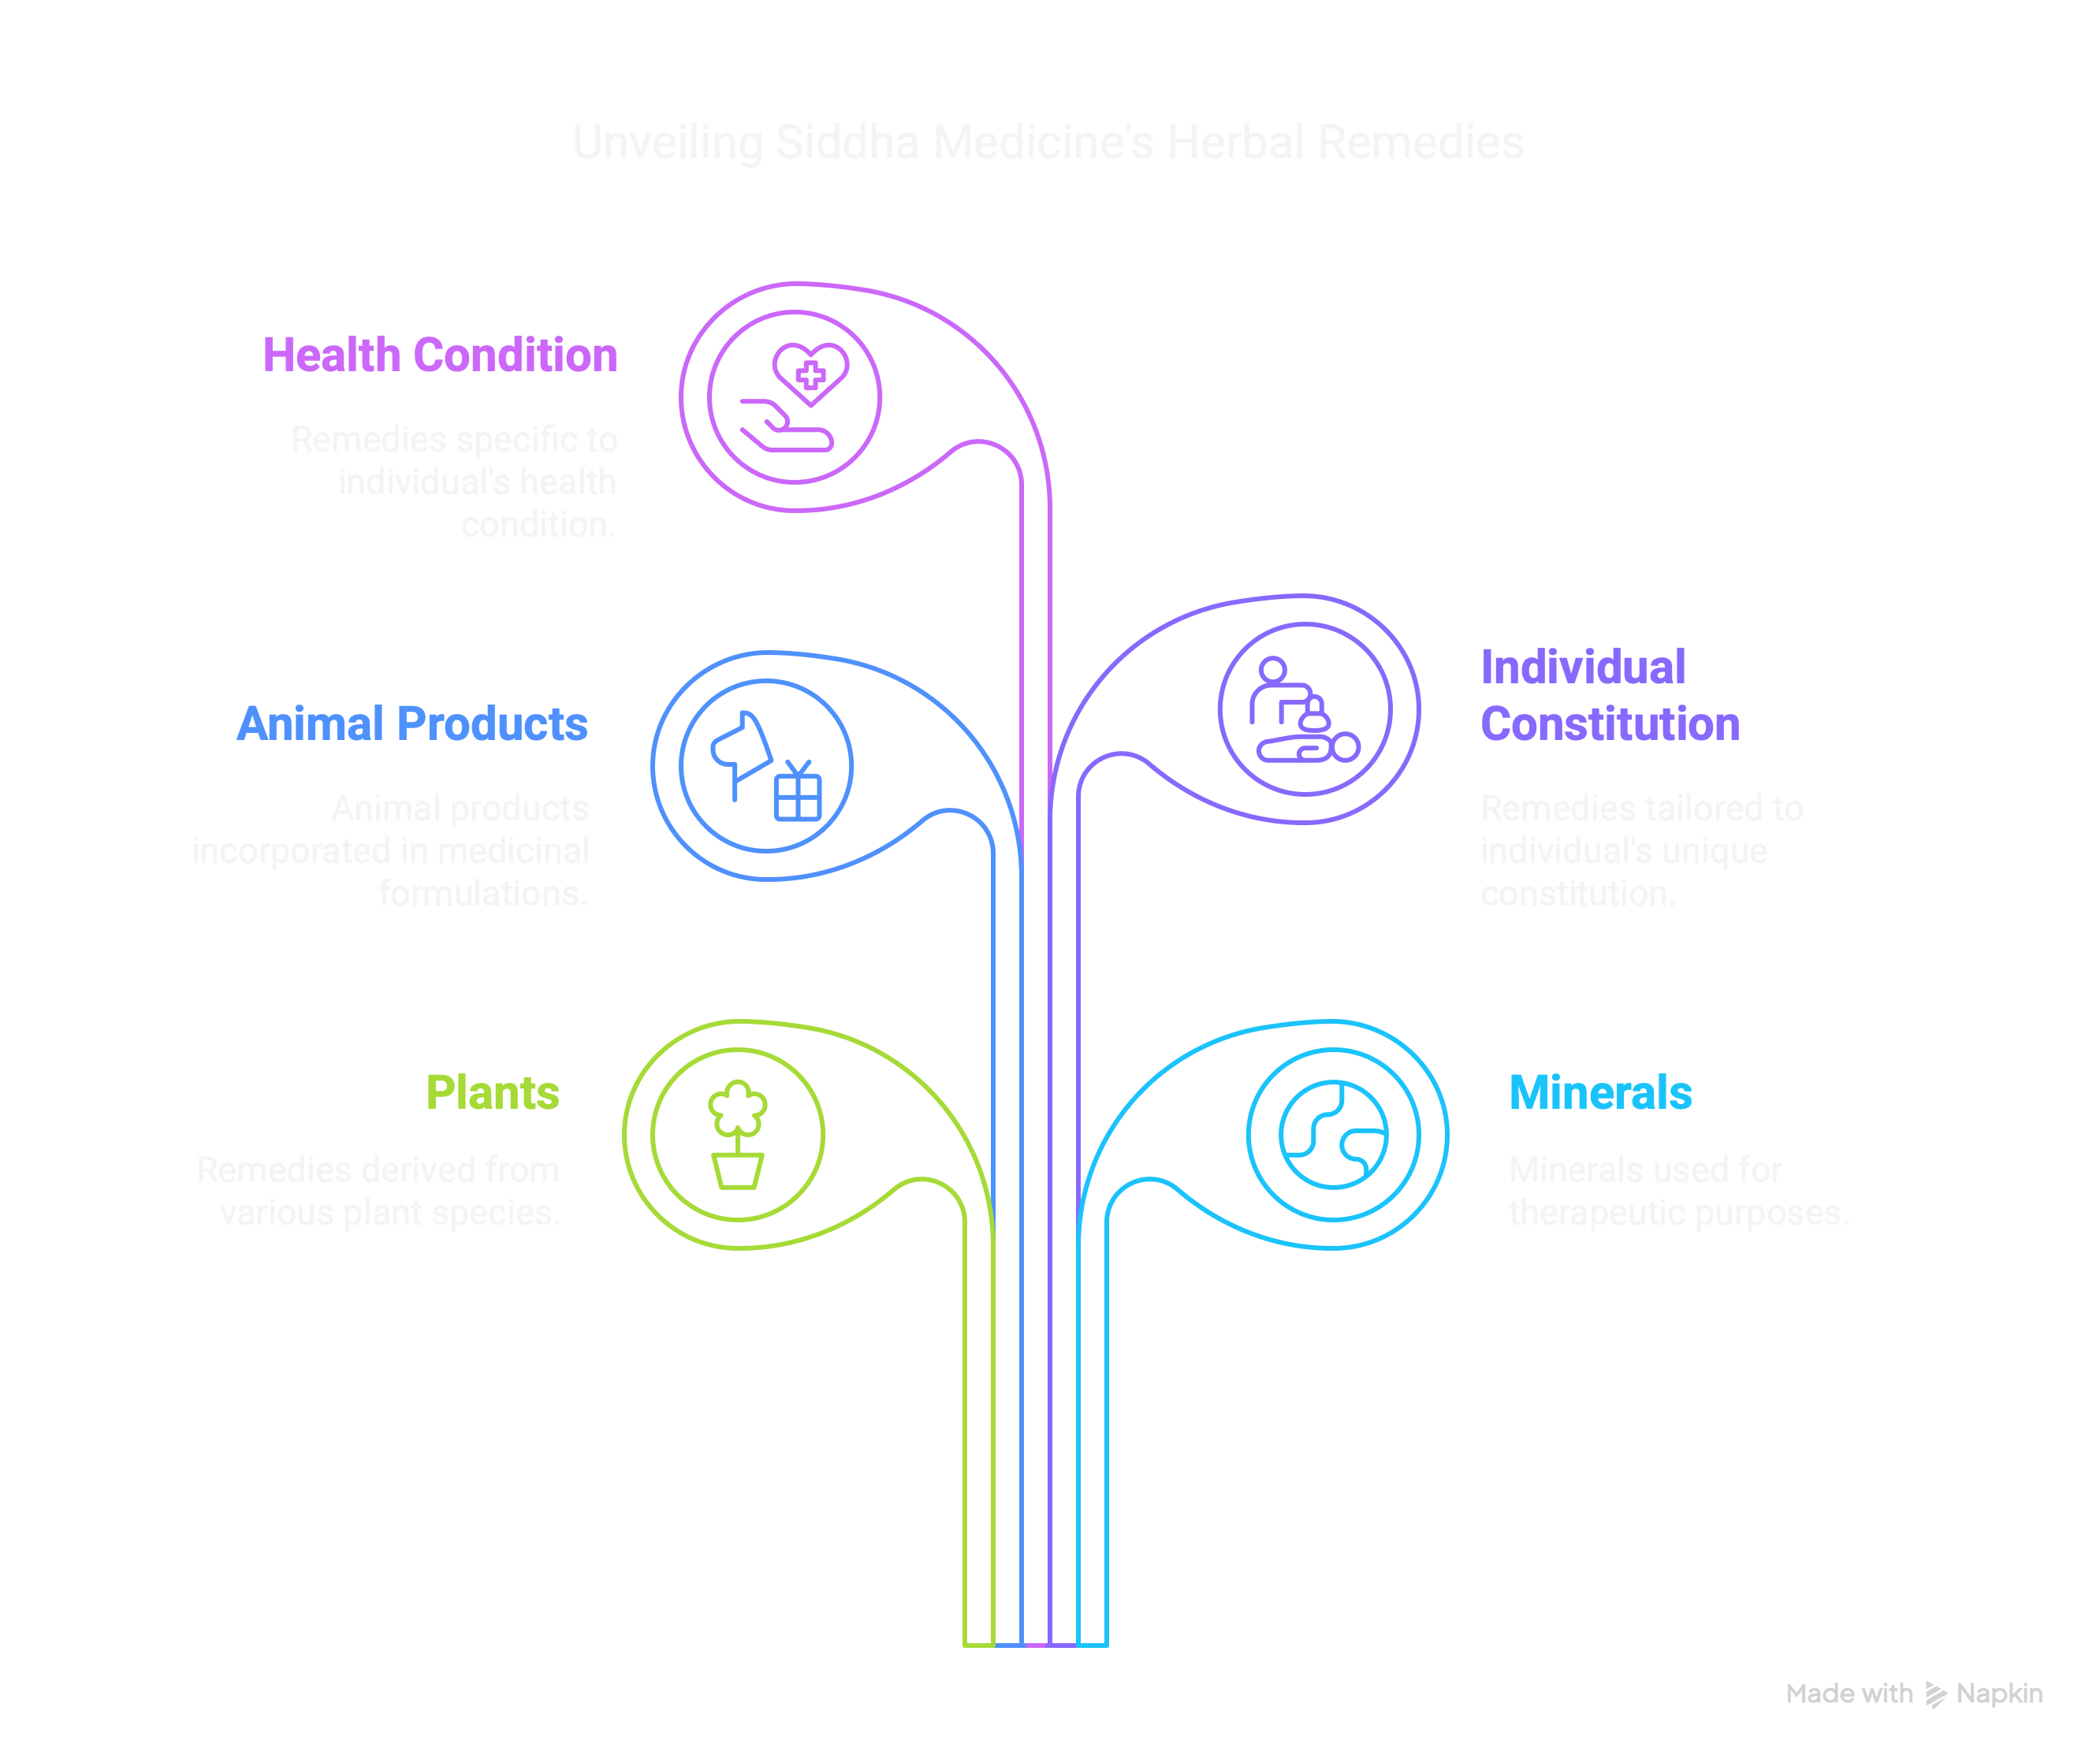 Unveiling Siddha Medicine's Herbal Remedies
Health Condition
Remedies specific to
individual's health
condition.
Individual
Constitution
Remedies tailored to
individual's unique
constitution.
Animal Products
Animal products
incorporated in medicinal
formulations.
Plants
Remedies derived from
various plant species.
Minerals
Minerals used for
therapeutic purposes.
Made with Napkin